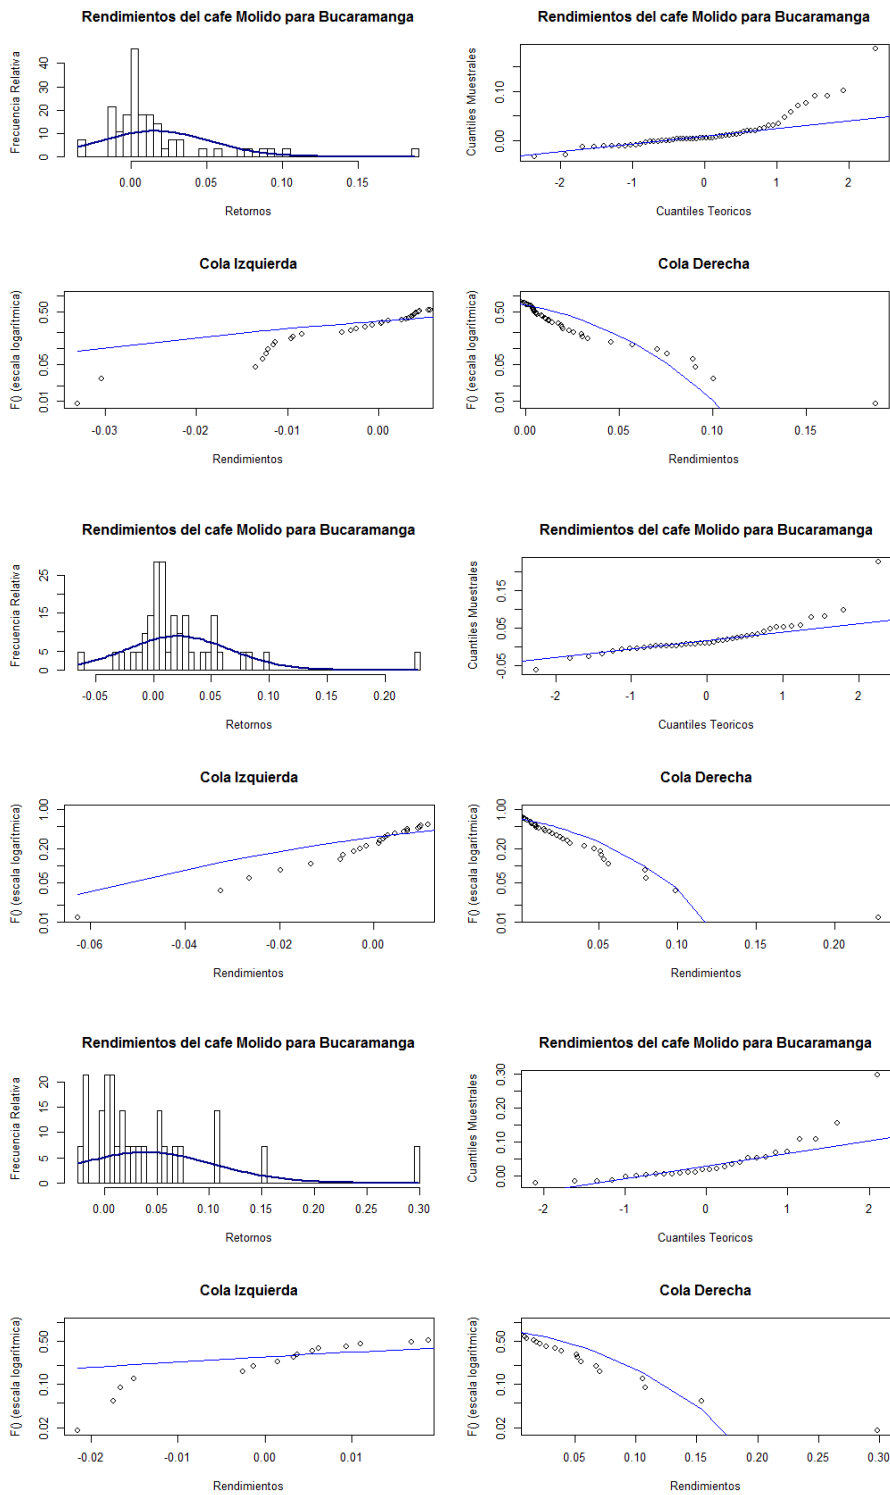 Rendimientos del cafe Molido para Bucaramanga
Frecuencia Relativa
0 10 20 30 40
0.00 0.05 0.10 0.15
Retornos
Rendimientos del cafe Molido para Bucaramanga
Cuantiles Muestrales
0.00 0.10
-2 -1 0 1 2
Cuantiles Teoricos
Cola Izquierda
F() (escala logarítmica)
0.01 0.05 0.50
-0.03 -0.02 -0.01 0.00
Rendimientos
Cola Derecha
F() (escala logarítmica)
0.01 0.05 0.50
0.00 0.05 0.10 0.15
Rendimientos
Rendimientos del cafe Molido para Bucaramanga
Frecuencia Relativa
0 5 15 25
-0.05 0.00 0.05 0.10 0.15 0.20
Retornos
Rendimientos del cafe Molido para Bucaramanga
Cuantiles Muestrales
-0.05 0.05 0.15
-2 -1 0 1 2
Cuantiles Teoricos
Cola Izquierda
F() (escala logarítmica)
0.01 0.05 0.20 1.00
-0.06 -0.04 -0.02 0.00
Rendimientos
Cola Derecha
F() (escala logarítmica)
0.01 0.05 0.20 1.00
0.05 0.10 0.15 0.20
Rendimientos
Rendimientos del cafe Molido para Bucaramanga
Frecuencia Relativa
0 5 10 15 20
0.00 0.05 0.10 0.15 0.20 0.25 0.30
Retornos
Rendimientos del cafe Molido para Bucaramanga
Cuantiles Muestrales
0.00 0.10 0.20 0.30
-2 -1 0 1 2
Cuantiles Teoricos
Cola Izquierda
F() (escala logarítmica)
0.02 0.10 0.50
-0.02 -0.01 0.00 0.01
Rendimientos
Cola Derecha
F() (escala logarítmica)
0.02 0.10 0.50
0.05 0.10 0.15 0.20 0.25 0.30
Rendimientos